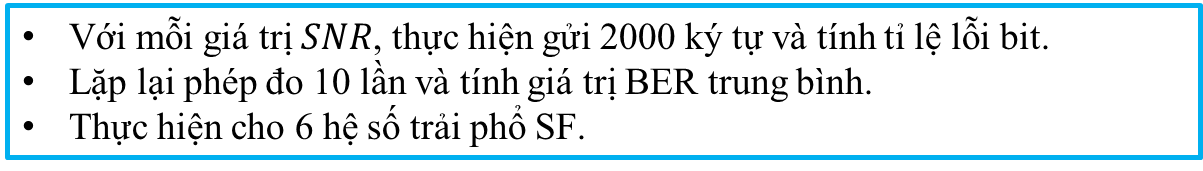 • Với mỗi giá trị SNR, thực hiện gửi 2000 ký tự và tính tỉ lệ lỗi bit.
• Lặp lại phép đo 10 lần và tính giá trị BER trung bình.
• Thực hiện cho 6 hệ số trải phổ SF.